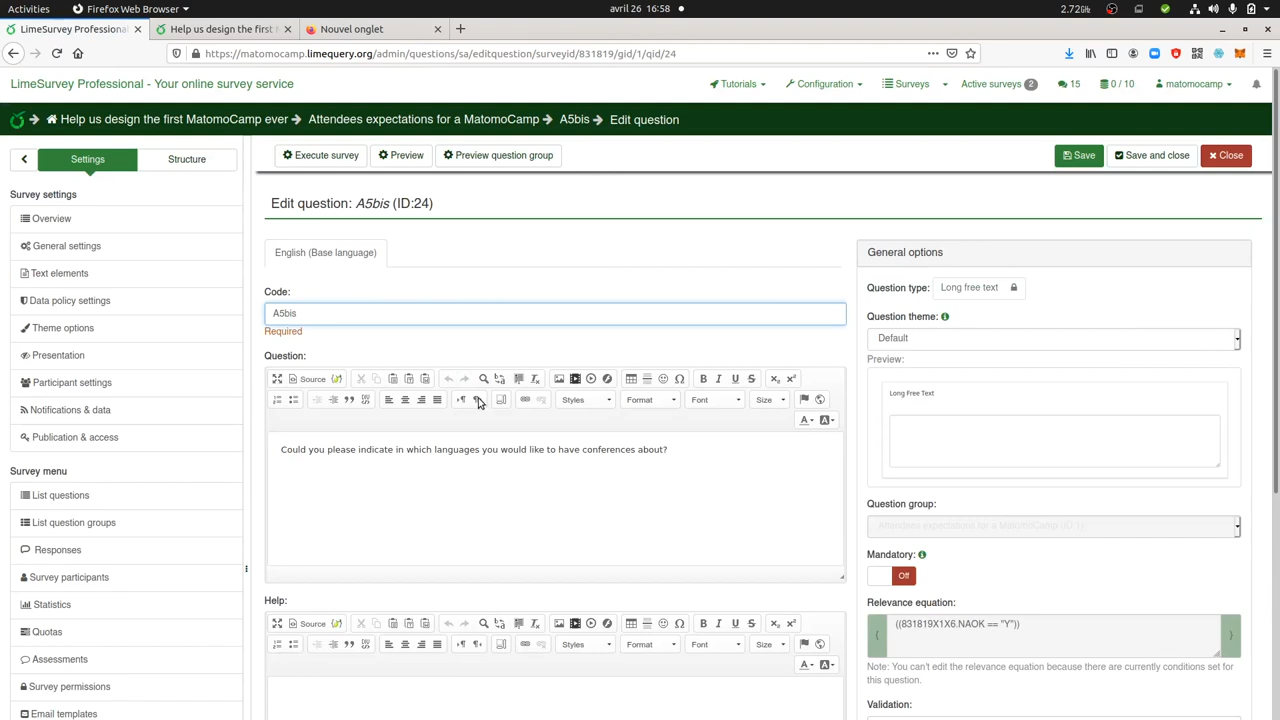 Activities Firefox Web Browser avril 26 16:58 2.72GHz
LimeSurvey Professional Help us design the first Nouvel onglet
https://matomocamp.limequery.org/admin/questions/sa/editquestion/surveyid/831819/gid/1/qid/24
LimeSurvey Professional - Your online survey service Tutorials Configuration Surveys Active surveys 2 15 0 / 10 matomocamp
Help us design the first MatomoCamp ever Attendees expectations for a MatomoCamp A5bis Edit question
Settings Structure Execute survey Preview Preview question group Save Save and close Close
Survey settings
Overview
General settings
Text elements
Data policy settings
Theme options
Presentation
Participant settings
Notifications & data
Publication & access
Survey menu
List questions
List question groups
Responses
Survey participants
Statistics
Quotas
Assessments
Survey permissions
Email templates
Edit question: A5bis (ID:24)
English (Base language)
Code:
A5bis
Required
Question:
Source
Styles Format Font Size
Could you please indicate in which languages you would like to have conferences about?
Help:
Source
Styles Format Font Size
General options
Question type: Long free text
Question theme:
Default
Preview:
Long Free Text
Question group:
Attendees expectations for a MatomoCamp (ID:1)
Mandatory:
Off
Relevance equation:
{ ((831819X1X6.NAOK == "Y")) }
Note: You can't edit the relevance equation because there are currently conditions set for
this question.
Validation: